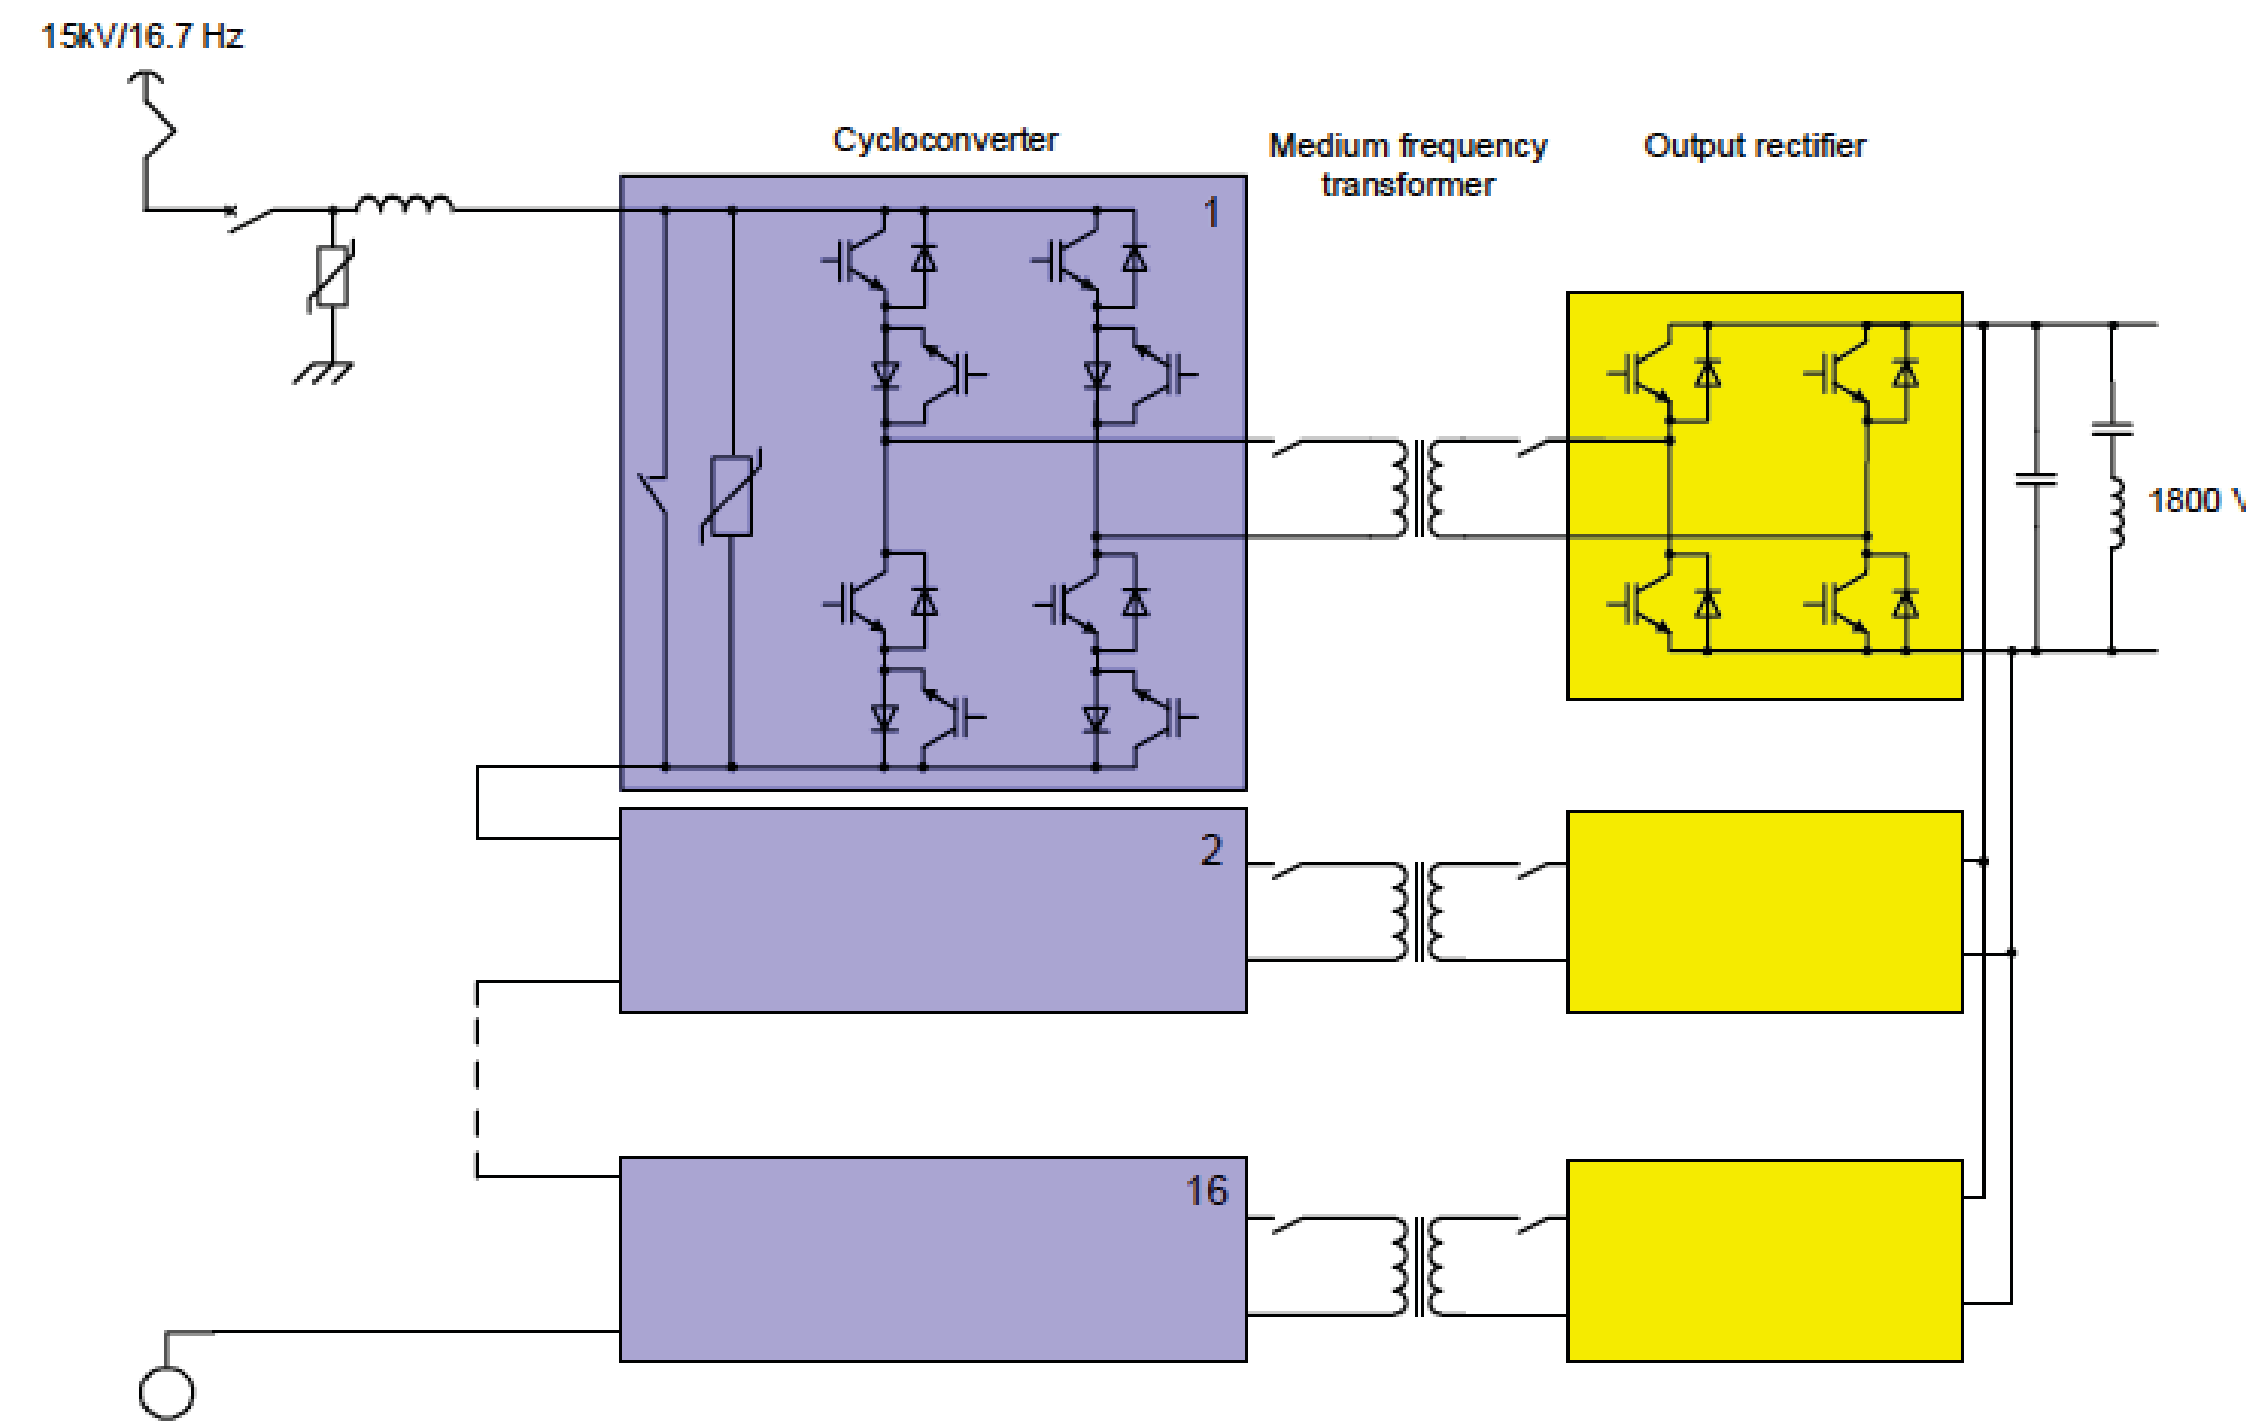 15kV/16.7 Hz
Cycloconverter
Medium frequency
transformer
Output rectifier
1
1800 V
2
16